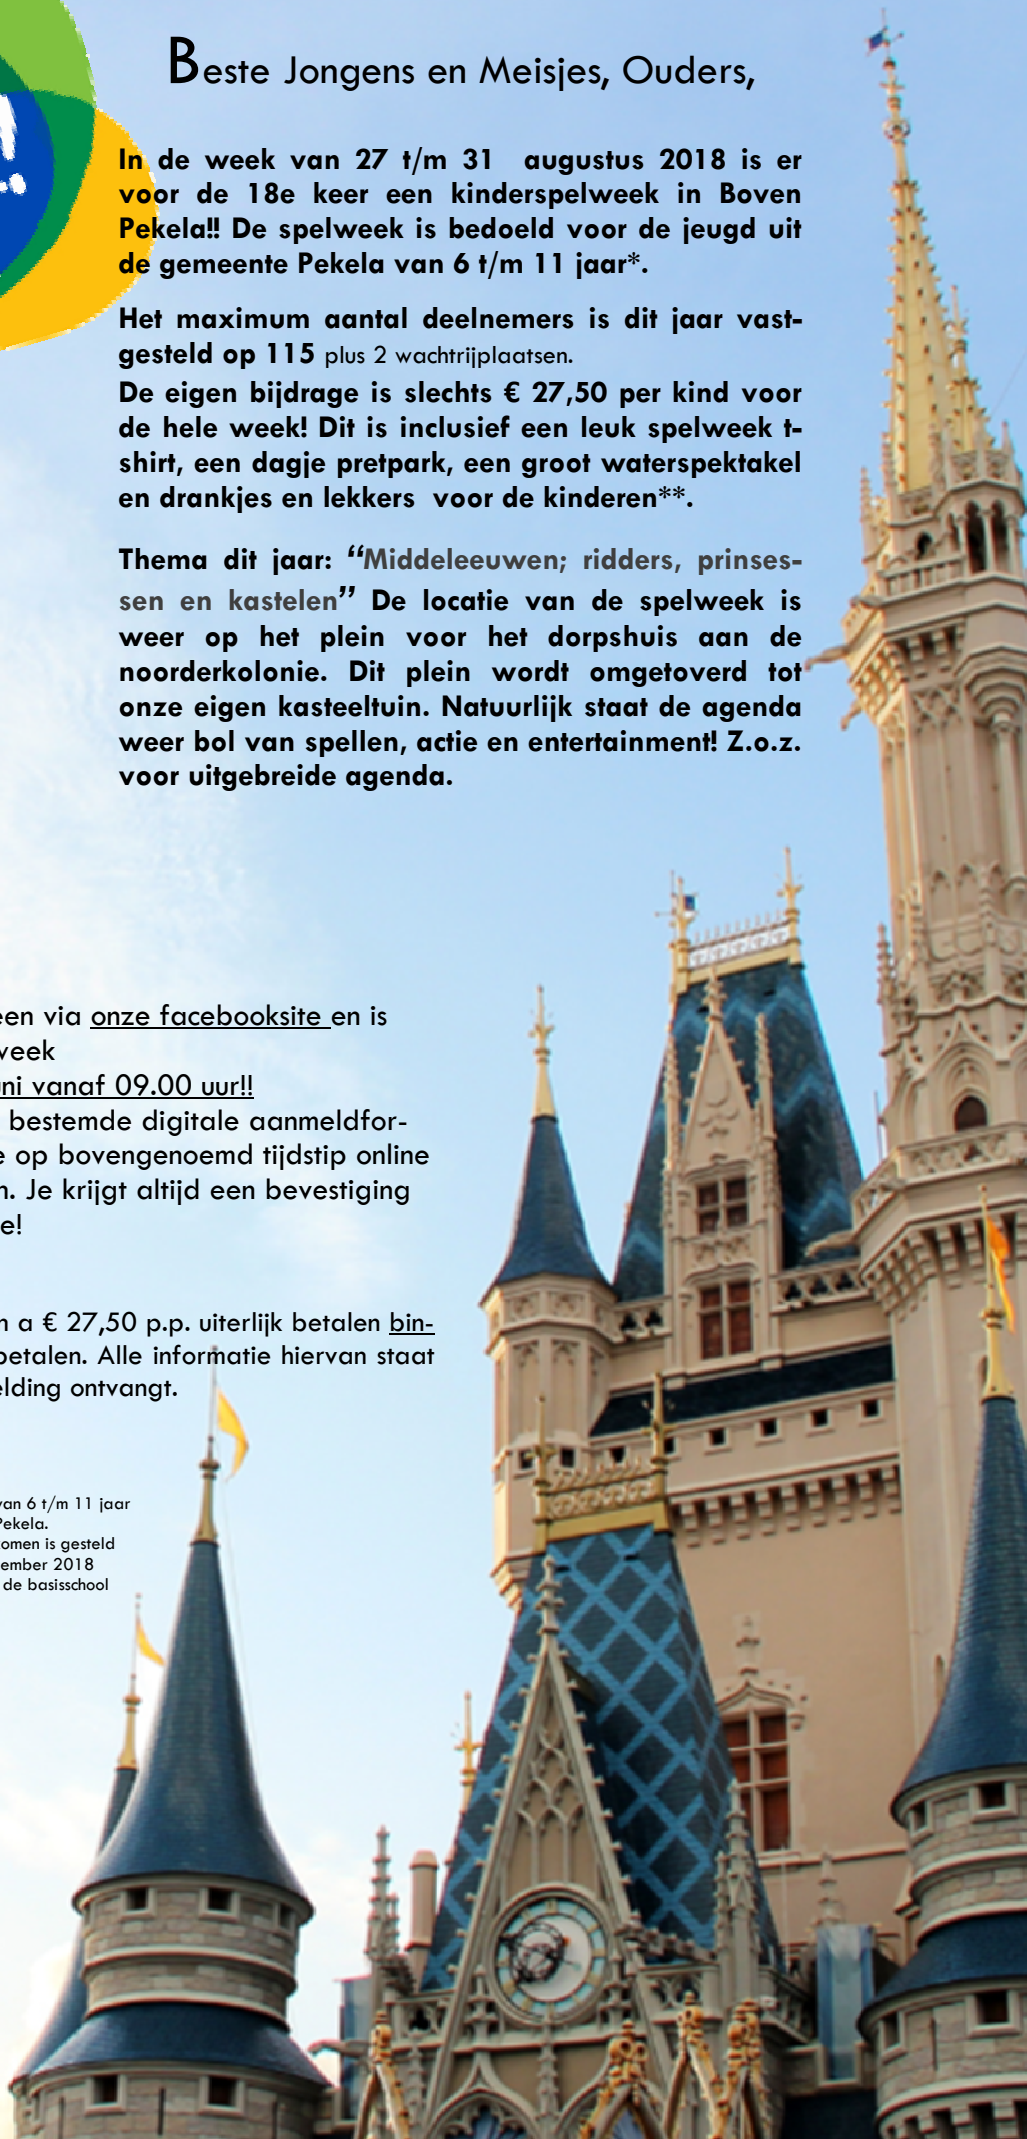 Beste Jongens en Meisjes, Ouders,
In de week van 27 t/m 31 augustus 2018 is er
voor de 18e keer een kinderspelweek in Boven
Pekela!! De spelweek is bedoeld voor de jeugd uit
de gemeente Pekela van 6 t/m 11 jaar*.
Het maximum aantal deelnemers is dit jaar vast-
gesteld op 115 plus 2 wachtrijplaatsen.
De eigen bijdrage is slechts € 27,50 per kind voor
de hele week! Dit is inclusief een leuk spelweek t-
shirt, een dagje pretpark, een groot waterspektakel
en drankjes en lekkers voor de kinderen**.
Thema dit jaar: “Middeleeuwen; ridders, prinses-
sen en kastelen” De locatie van de spelweek is
weer op het plein voor het dorpshuis aan de
noorderkolonie. Dit plein wordt omgetoverd tot
onze eigen kasteeltuin. Natuurlijk staat de agenda
weer bol van spellen, actie en entertainment! Z.o.z.
voor uitgebreide agenda.
een via onze facebooksite en is
week
uni vanaf 09.00 uur!!
bestemde digitale aanmeldfor-
e op bovengenoemd tijdstip online
n. Je krijgt altijd een bevestiging
e!
n a € 27,50 p.p. uiterlijk betalen bin-
betalen. Alle informatie hiervan staat
elding ontvangt.
van 6 t/m 11 jaar
Pekela.
omen is gesteld
ember 2018
de basisschool